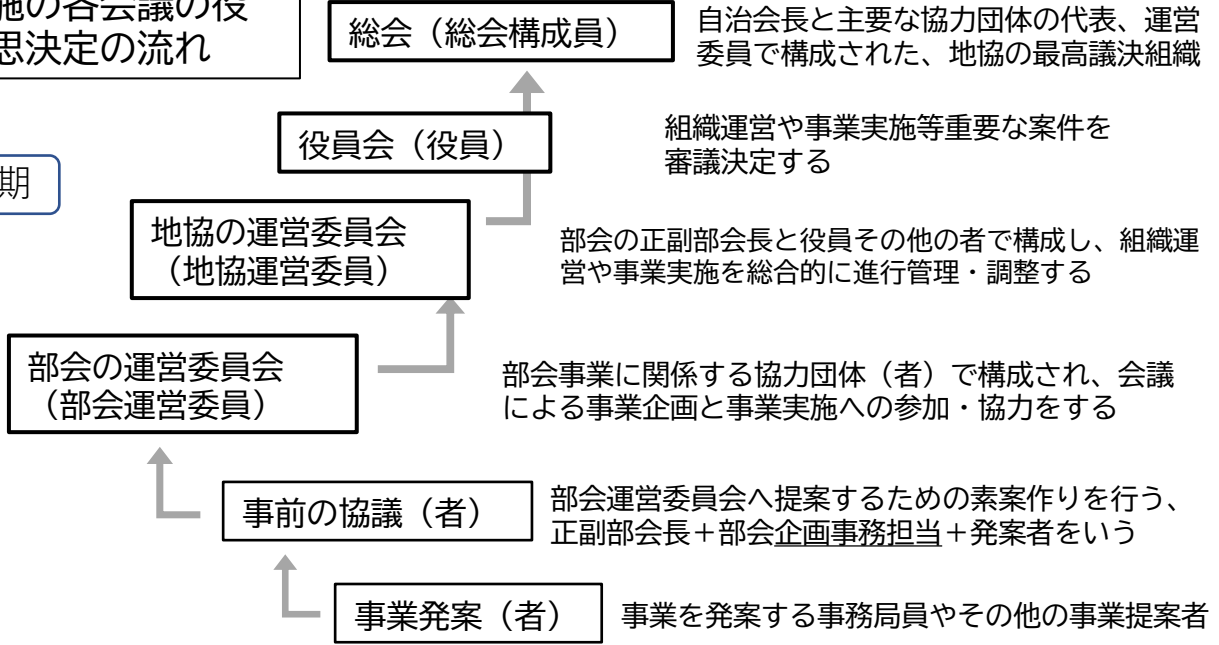 施の各会議の役
思決定の流れ
期
総会（総会構成員）
自治会長と主要な協力団体の代表、運営
委員で構成された、地協の最高議決組織
役員会（役員）
組織運営や事業実施等重要な案件を
審議決定する
地協の運営委員会
（地協運営委員）
部会の正副部会長と役員その他の者で構成し、組織運
営や事業実施を総合的に進行管理・調整する
部会の運営委員会
（部会運営委員）
部会事業に関係する協力団体（者）で構成され、会議
による事業企画と事業実施への参加・協力をする
事前の協議（者）
部会運営委員会へ提案するための素案作りを行う、
正副部会長＋部会企画事務担当＋発案者をいう
事業発案（者）
事業を発案する事務局員やその他の事業提案者